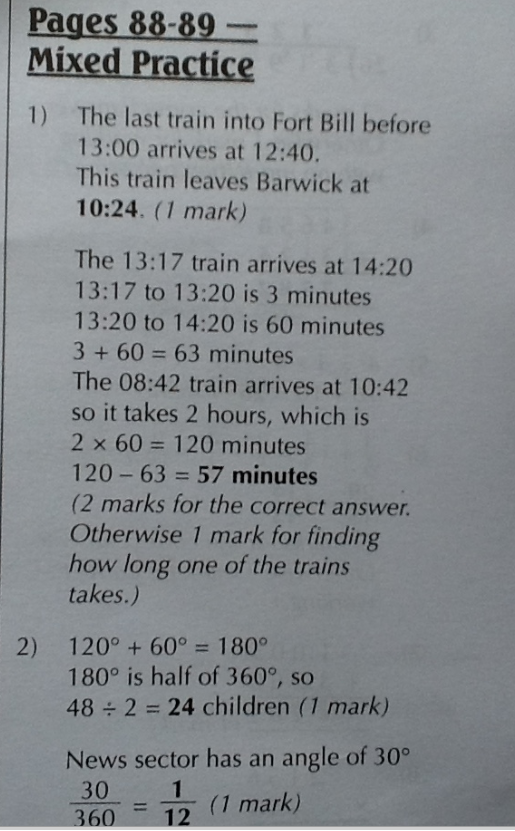 Pages 88-89 —
Mixed Practice
1) The last train into Fort Bill before
13:00 arrives at 12:40.
This train leaves Barwick at
10:24. (1 mark)
The 13:17 train arrives at 14:20
13:17 to 13:20 is 3 minutes
13:20 to 14:20 is 60 minutes
3 + 60 = 63 minutes
The 08:42 train arrives at 10:42
so it takes 2 hours, which is
2 × 60 = 120 minutes
120 – 63 = 57 minutes
(2 marks for the correct answer.
Otherwise 1 mark for finding
how long one of the trains
takes.)
2) 120° + 60° = 180°
180° is half of 360°, so
48 ÷ 2 = 24 children (1 mark)
News sector has an angle of 30°
30/360 = 1/12 (1 mark)